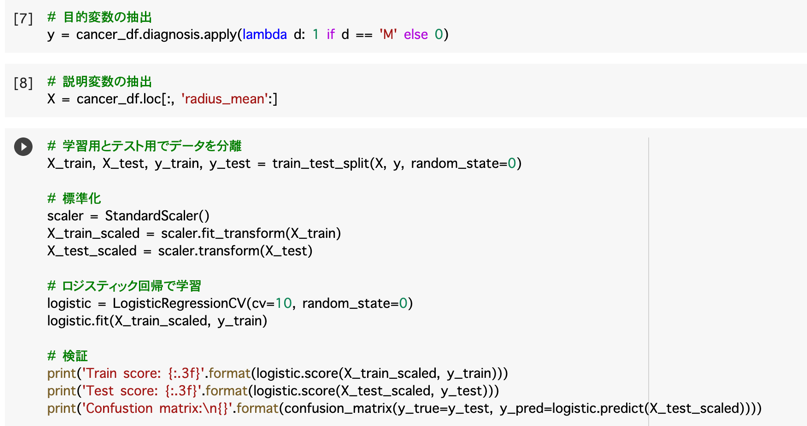 [7] # 目的変数の抽出
y = cancer_df.diagnosis.apply(lambda d: 1 if d == 'M' else 0)
[8] # 説明変数の抽出
X = cancer_df.loc[:, 'radius_mean':]
# 学習用とテスト用でデータを分離
X_train, X_test, y_train, y_test = train_test_split(X, y, random_state=0)
# 標準化
scaler = StandardScaler()
X_train_scaled = scaler.fit_transform(X_train)
X_test_scaled = scaler.transform(X_test)
# ロジスティック回帰で学習
logistic = LogisticRegressionCV(cv=10, random_state=0)
logistic.fit(X_train_scaled, y_train)
# 検証
print('Train score: {:.3f}'.format(logistic.score(X_train_scaled, y_train)))
print('Test score: {:.3f}'.format(logistic.score(X_test_scaled, y_test)))
print('Confustion matrix:\n{}'.format(confusion_matrix(y_true=y_test, y_pred=logistic.predict(X_test_scaled))))